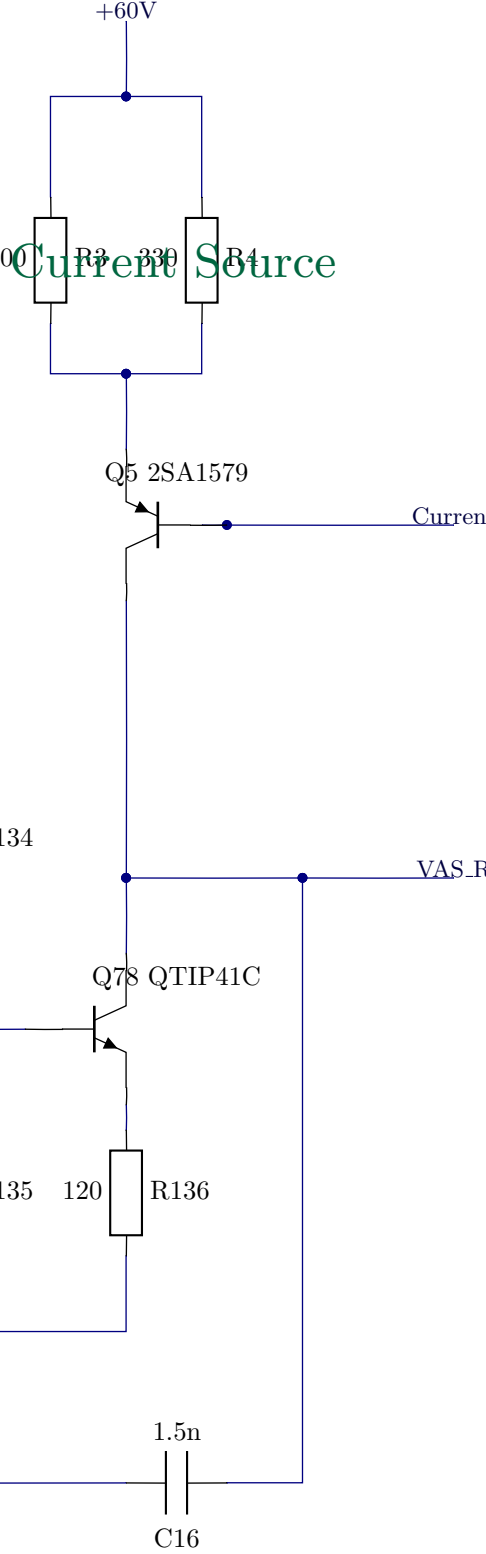 +60V
00 R3 330 R4
Current Source
Q5 2SA1579
Curren
134
VAS_R
Q78 QTIP41C
135 120 R136
1.5n
C16